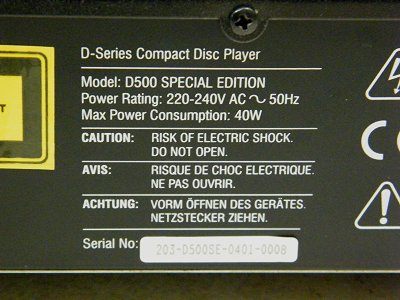 D-Series Compact Disc Player
Model: D500 SPECIAL EDITION
Power Rating: 220-240V AC ~ 50Hz
Max Power Consumption: 40W
CAUTION: RISK OF ELECTRIC SHOCK.
DO NOT OPEN.
AVIS: RISQUE DE CHOC ELECTRIQUE.
NE PAS OUVRIR.
ACHTUNG: VORM ÖFFNEN DES GERÄTES.
NETZSTECKER ZIEHEN.
Serial No: 203-D500SE-0401-0008